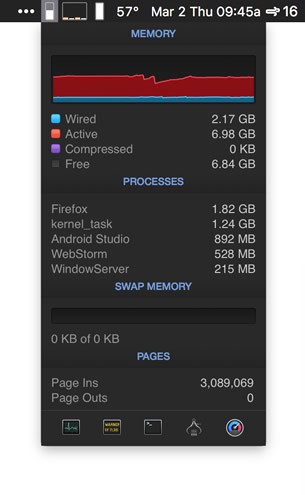 ••• 57° Mar 2 Thu 09:45a 16
MEMORY
Wired 2.17 GB
Active 6.98 GB
Compressed 0 KB
Free 6.84 GB
PROCESSES
Firefox 1.82 GB
kernel_task 1.24 GB
Android Studio 892 MB
WebStorm 528 MB
WindowServer 215 MB
SWAP MEMORY
0 KB of 0 KB
PAGES
Page Ins 3,089,069
Page Outs 0